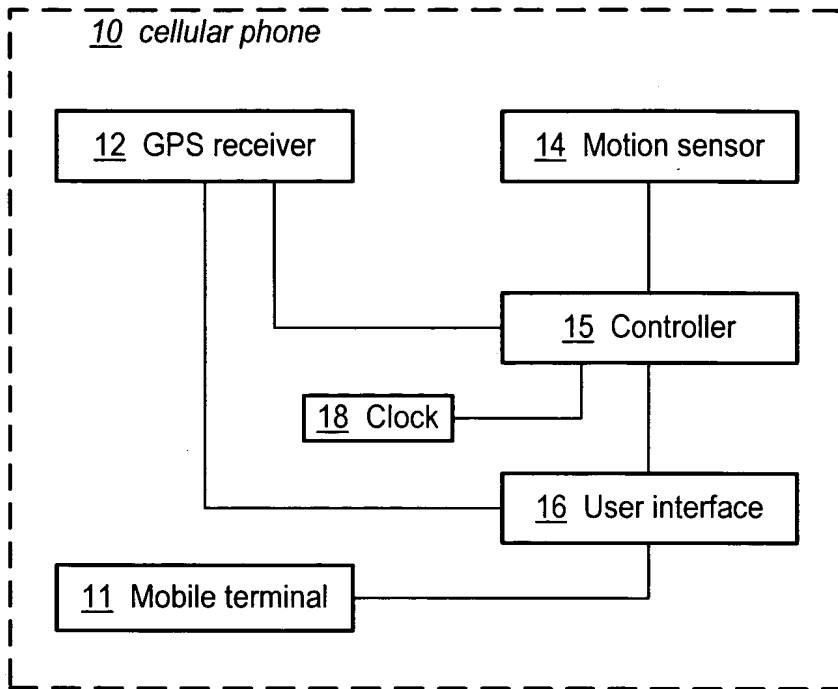 10 cellular phone
12 GPS receiver
14 Motion sensor
15 Controller
18 Clock
16 User interface
11 Mobile terminal